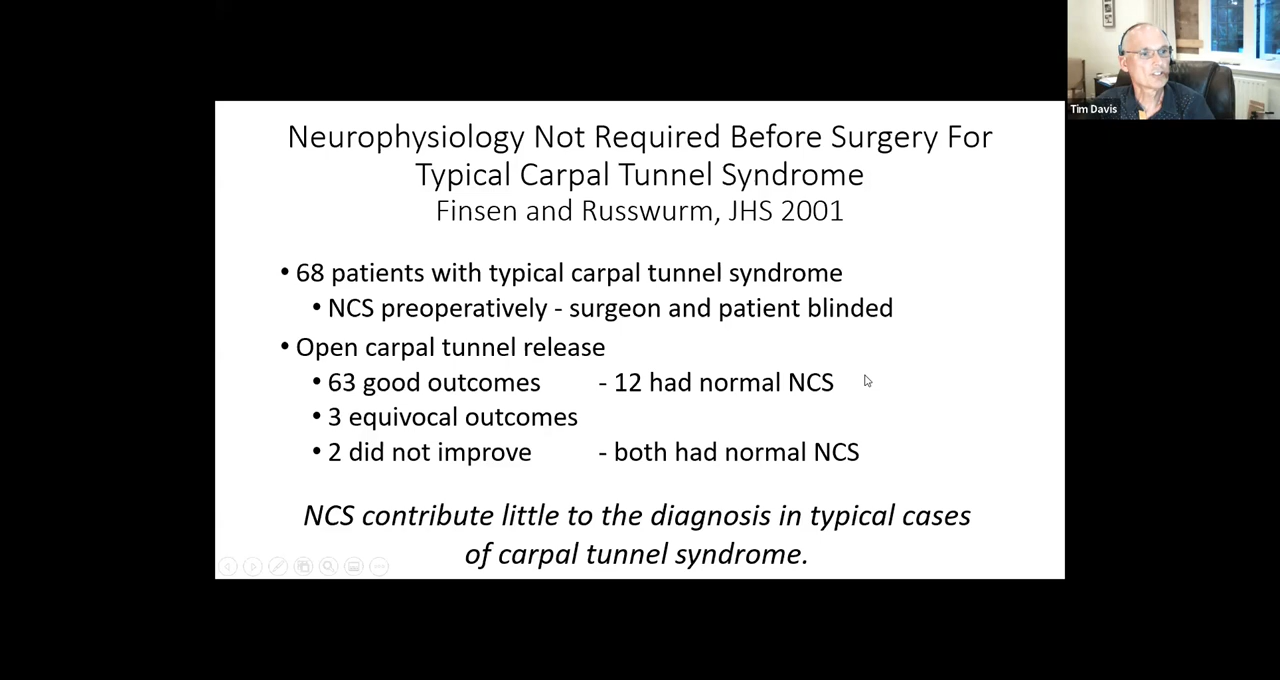 Tim Davis
Neurophysiology Not Required Before Surgery For
Typical Carpal Tunnel Syndrome
Finsen and Russwurm, JHS 2001
• 68 patients with typical carpal tunnel syndrome
• NCS preoperatively - surgeon and patient blinded
• Open carpal tunnel release
• 63 good outcomes - 12 had normal NCS
• 3 equivocal outcomes
• 2 did not improve - both had normal NCS
NCS contribute little to the diagnosis in typical cases
of carpal tunnel syndrome.